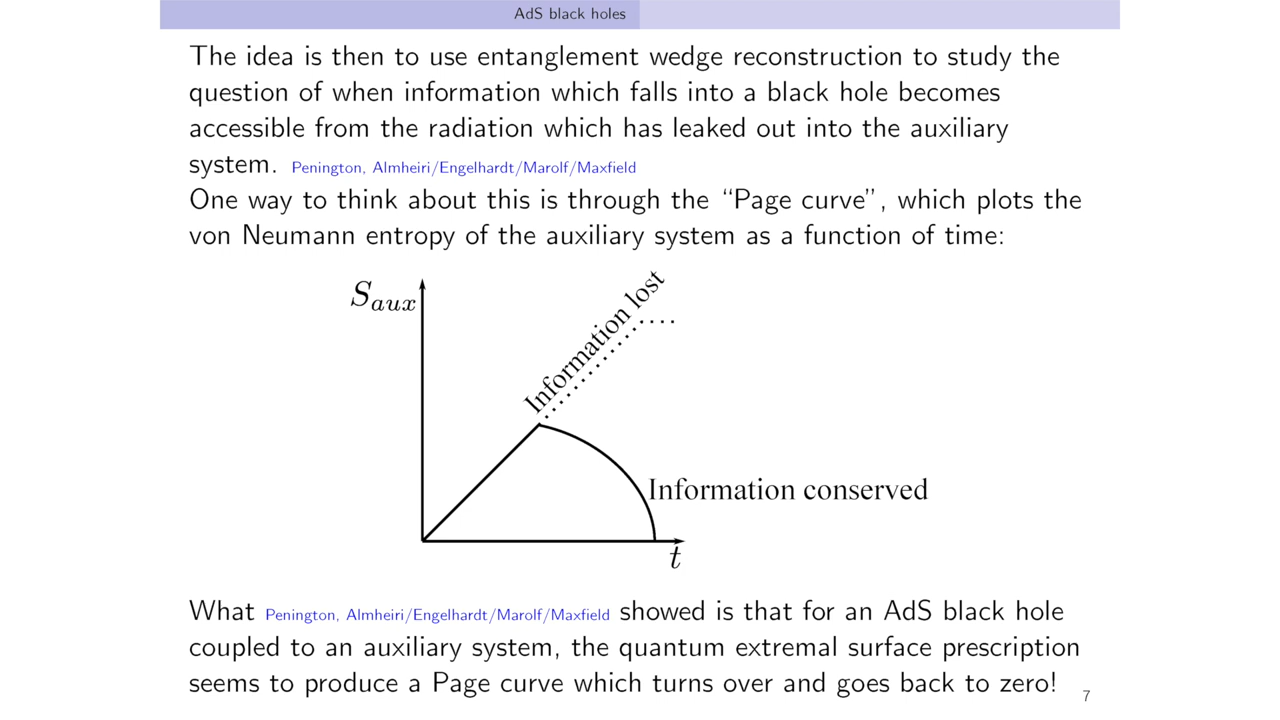 AdS black holes
The idea is then to use entanglement wedge reconstruction to study the
question of when information which falls into a black hole becomes
accessible from the radiation which has leaked out into the auxiliary
system. Penington, Almheiri/Engelhardt/Marolf/Maxfield
One way to think about this is through the “Page curve”, which plots the
von Neumann entropy of the auxiliary system as a function of time:
S_aux
Information lost
Information conserved
t
What Penington, Almheiri/Engelhardt/Marolf/Maxfield showed is that for an AdS black hole
coupled to an auxiliary system, the quantum extremal surface prescription
seems to produce a Page curve which turns over and goes back to zero!
7